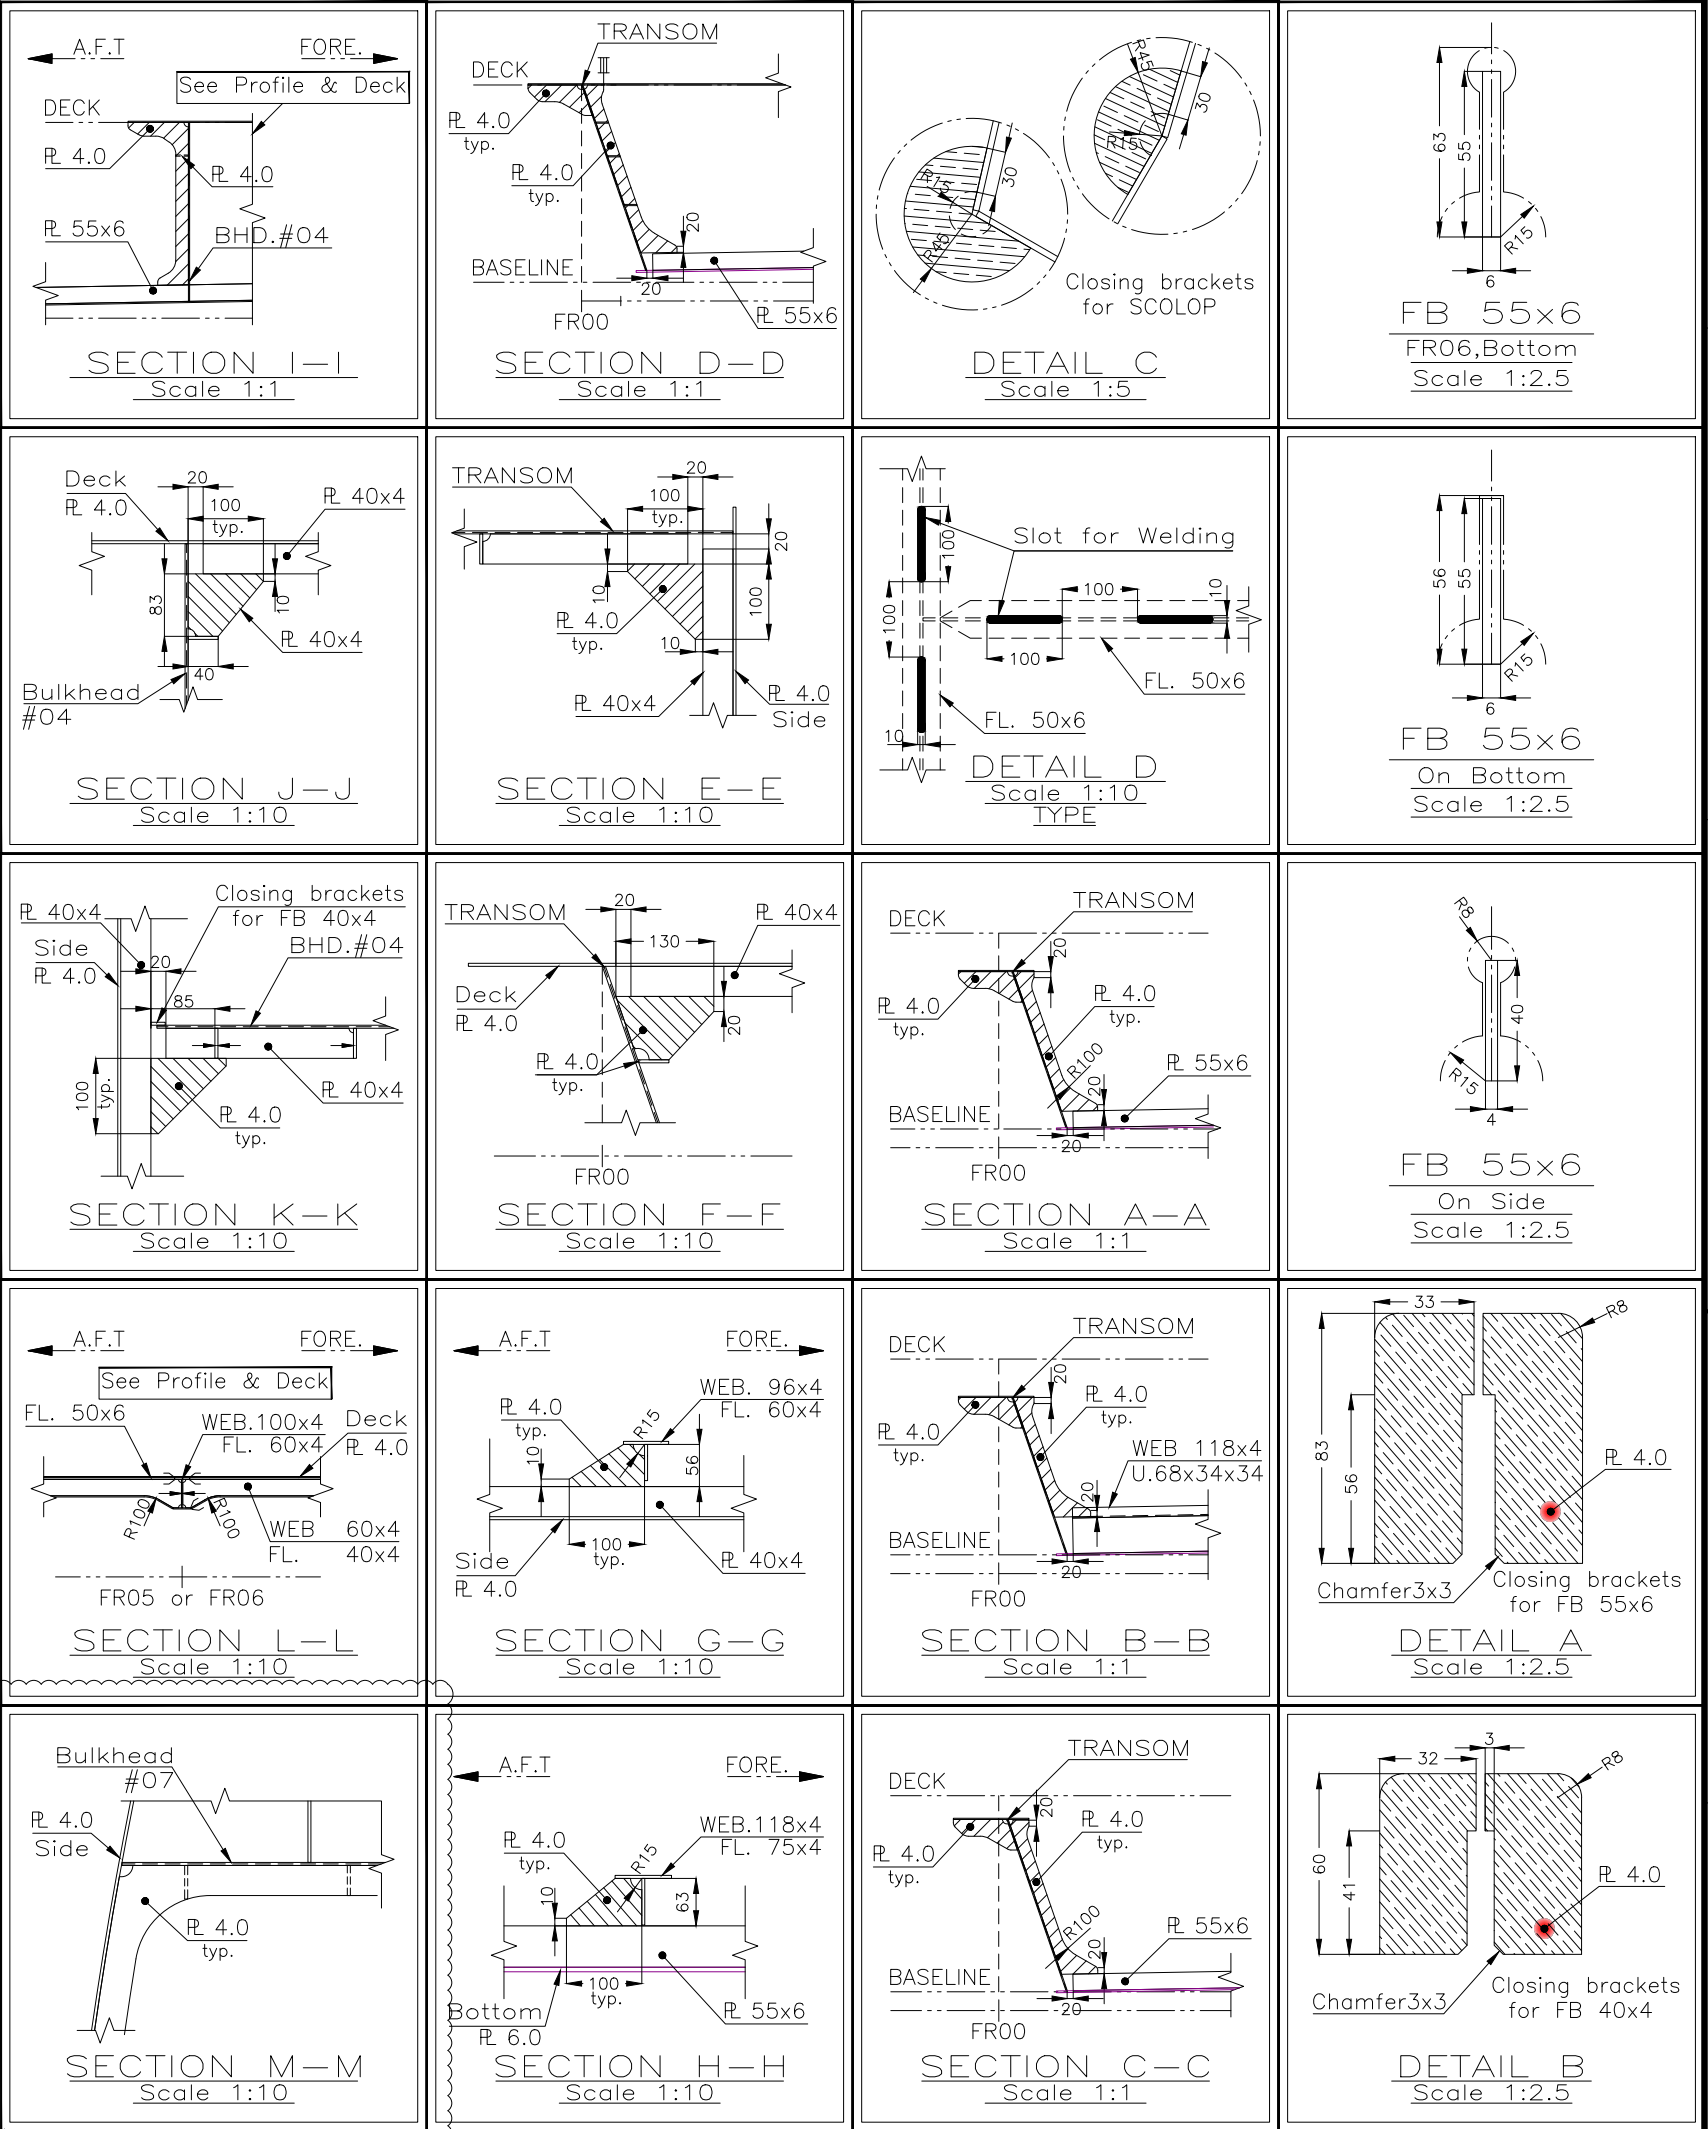 A.F.T
FORE.
See Profile & Deck
DECK
PL 4.0
PL 4.0
PL 55x6
BHD.#04
SECTION I-I
Scale 1:1
TRANSOM
DECK
II
PL 4.0
typ.
PL 4.0
typ.
20
BASELINE
20
FR00
PL 55x6
SECTION D-D
Scale 1:1
R45
30
R15
R15
30
R45
Closing brackets
for SCOLOP
DETAIL C
Scale 1:5
63
55
R15
6
FB 55x6
FR06,Bottom
Scale 1:2.5
Deck
PL 4.0
20
100
typ.
PL 40x4
83
10
PL 40x4
40
Bulkhead
#04
SECTION J-J
Scale 1:10
TRANSOM
20
100
typ.
20
10
100
PL 4.0
typ.
10
PL 40x4
PL 4.0
Side
SECTION E-E
Scale 1:10
100
Slot for Welding
100
100
10
100
FL. 50x6
FL. 50x6
10
DETAIL D
Scale 1:10
TYPE
56
55
R15
6
FB 55x6
On Bottom
Scale 1:2.5
Closing brackets
for FB 40x4
PL 40x4
Side
PL 4.0
BHD.#04
20
85
100
typ.
PL 40x4
PL 4.0
typ.
SECTION K-K
Scale 1:10
TRANSOM
20
PL 40x4
130
Deck
PL 4.0
20
PL 4.0
typ.
FR00
SECTION F-F
Scale 1:10
TRANSOM
DECK
20
PL 4.0
typ.
PL 4.0
typ.
R100
PL 55x6
20
BASELINE
20
FR00
SECTION A-A
Scale 1:1
R8
40
R15
4
FB 55x6
On Side
Scale 1:2.5
A.F.T
FORE.
See Profile & Deck
FL. 50x6
WEB.100x4
FL. 60x4
Deck
PL 4.0
R100
R100
WEB 60x4
FL. 40x4
FR05 or FR06
SECTION L-L
Scale 1:10
A.F.T
FORE.
WEB. 96x4
FL. 60x4
PL 4.0
typ.
R15
10
56
100
typ.
Side
PL 4.0
PL 40x4
SECTION G-G
Scale 1:10
TRANSOM
DECK
20
PL 4.0
typ.
PL 4.0
typ.
WEB 118x4
U.68x34x34
20
BASELINE
20
FR00
SECTION B-B
Scale 1:1
33
R8
83
56
PL 4.0
Chamfer3x3
Closing brackets
for FB 55x6
DETAIL A
Scale 1:2.5
Bulkhead
#07
PL 4.0
Side
PL 4.0
typ.
SECTION M-M
Scale 1:10
A.F.T
FORE.
WEB.118x4
FL. 75x4
PL 4.0
typ.
R15
10
63
100
typ.
Bottom
PL 6.0
PL 55x6
SECTION H-H
Scale 1:10
TRANSOM
DECK
20
PL 4.0
typ.
PL 4.0
typ.
R100
PL 55x6
20
BASELINE
20
FR00
SECTION C-C
Scale 1:1
3
32
R8
60
41
PL 4.0
Chamfer3x3
Closing brackets
for FB 40x4
DETAIL B
Scale 1:2.5